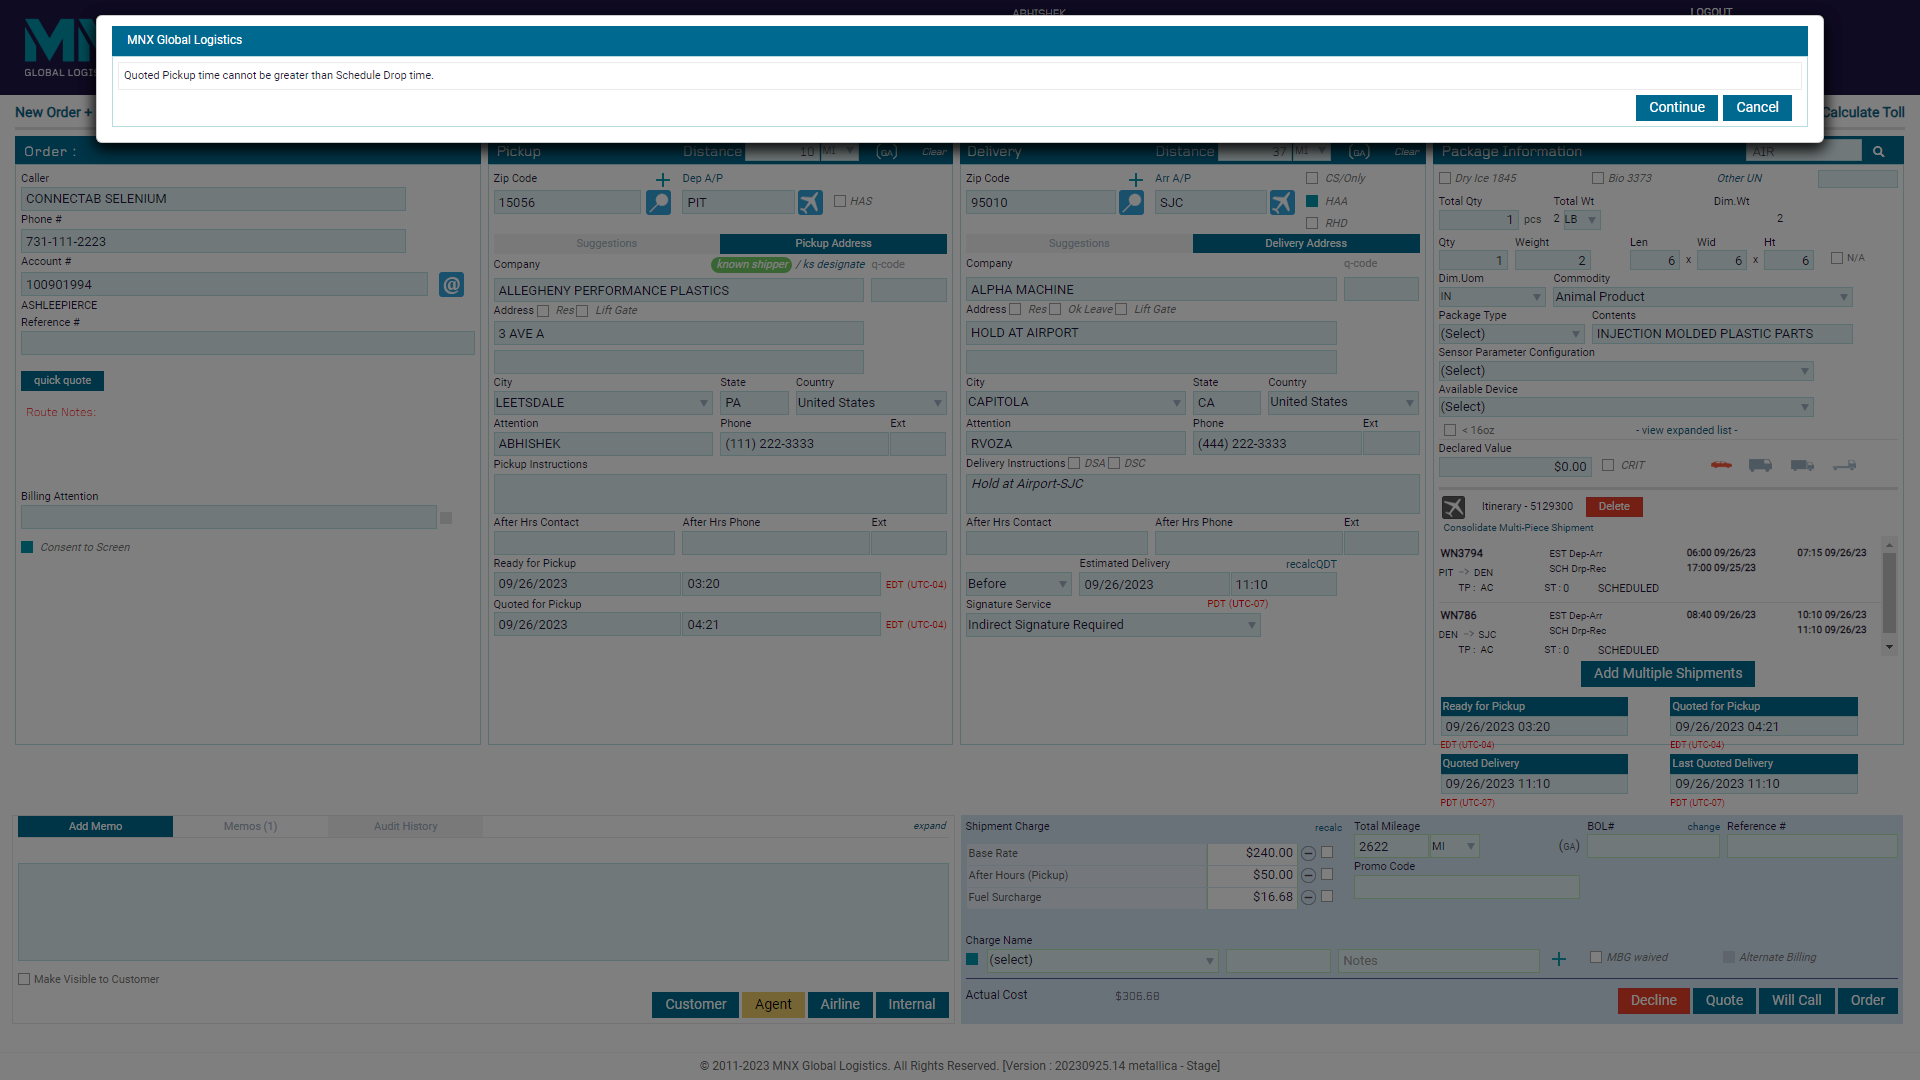 ABHISHEK
LOGOUT
MNX Global Logistics
Quoted Pickup time cannot be greater than Schedule Drop time.
Continue
Cancel
MN
GLOBAL LOGIS
New Order +
Calculate Toll
Order :
Caller
CONNECTAB SELENIUM
Phone #
731-111-2223
Account #
100901994
@
ASHLEEPIERCE
Reference #
quick quote
Route Notes:
Billing Attention
Consent to Screen
Pickup
Distance
10
MI
(GA)
Clear
Zip Code
Dep A/P
15056
PIT
HAS
Suggestions
Pickup Address
Company
known shipper
/ ks designate
q-code
ALLEGHENY PERFORMANCE PLASTICS
Address
Res
Lift Gate
3 AVE A
City
State
Country
LEETSDALE
PA
United States
Attention
Phone
Ext
ABHISHEK
(111) 222-3333
Pickup Instructions
After Hrs Contact
After Hrs Phone
Ext
Ready for Pickup
09/26/2023
03:20
EDT (UTC-04)
Quoted for Pickup
09/26/2023
04:21
EDT (UTC-04)
Delivery
Distance
37
MI
(GA)
Clear
Zip Code
Arr A/P
CS/Only
95010
SJC
HAA
RHD
Suggestions
Delivery Address
Company
q-code
ALPHA MACHINE
Address
Res
Ok Leave
Lift Gate
HOLD AT AIRPORT
City
State
Country
CAPITOLA
CA
United States
Attention
Phone
Ext
RVOZA
(444) 222-3333
Delivery Instructions
DSA
DSC
Hold at Airport-SJC
After Hrs Contact
After Hrs Phone
Ext
Estimated Delivery
recalcQDT
Before
09/26/2023
11:10
Signature Service
PDT (UTC-07)
Indirect Signature Required
Package Information
AIR
Dry Ice 1845
Bio 3373
Other UN
Total Qty
Total Wt
Dim.Wt
1
pcs
2
LB
2
Qty
Weight
Len
Wid
Ht
1
2
6
x
6
x
6
N/A
Dim.Uom
Commodity
IN
Animal Product
Package Type
Contents
(Select)
INJECTION MOLDED PLASTIC PARTS
Sensor Parameter Configuration
(Select)
Available Device
(Select)
< 16oz
- view expanded list -
Declared Value
$0.00
CRIT
Itinerary - 5129300
Delete
Consolidate Multi-Piece Shipment
WN3794
EST Dep-Arr
06:00 09/26/23
07:15 09/26/23
PIT --> DEN
SCH Drp-Rec
17:00 09/25/23
TP : AC
ST : 0
SCHEDULED
WN786
EST Dep-Arr
08:40 09/26/23
10:10 09/26/23
DEN --> SJC
SCH Drp-Rec
11:10 09/26/23
TP : AC
ST : 0
SCHEDULED
Add Multiple Shipments
Ready for Pickup
Quoted for Pickup
09/26/2023 03:20
09/26/2023 04:21
EDT (UTC-04)
EDT (UTC-04)
Quoted Delivery
Last Quoted Delivery
09/26/2023 11:10
09/26/2023 11:10
PDT (UTC-07)
PDT (UTC-07)
Add Memo
Memos (1)
Audit History
expand
Make Visible to Customer
Customer
Agent
Airline
Internal
Shipment Charge
recalc
Total Mileage
BOL#
change
Reference #
Base Rate
$240.00
2622
MI
(GA)
After Hours (Pickup)
$50.00
Promo Code
Fuel Surcharge
$16.68
Charge Name
(select)
Notes
MBG waived
Alternate Billing
Actual Cost
$306.68
Decline
Quote
Will Call
Order
© 2011-2023 MNX Global Logistics. All Rights Reserved. [Version : 20230925.14 metallica - Stage]